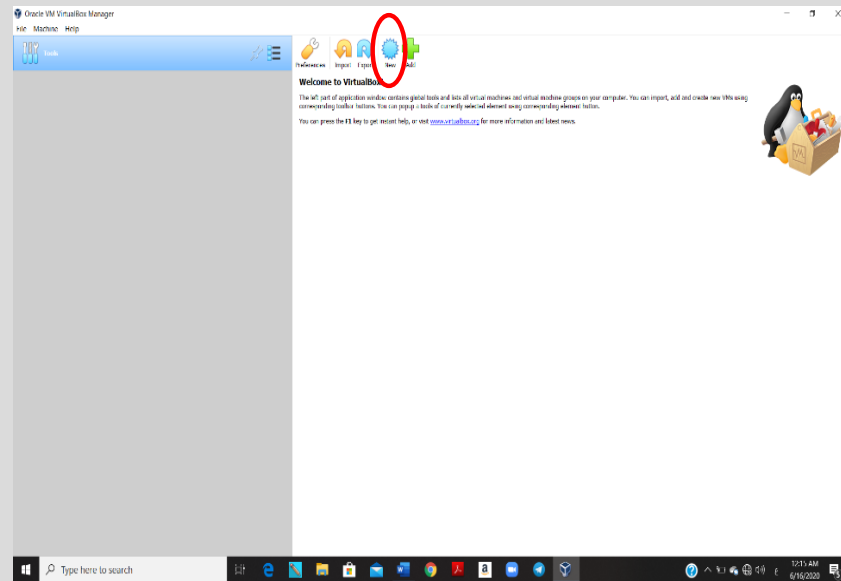 Oracle VM VirtualBox Manager
File Machine Help
Tools
Preferences Import Export New Add
Welcome to VirtualBox!
The left part of application window contains global tools and lists all virtual machines and virtual machine groups on your computer. You can import, add and create new VMs using
corresponding toolbar buttons. You can popup a tools of currently selected element using corresponding element button.
You can press the F1 key to get instant help, or visit www.virtualbox.org for more information and latest news.
Type here to search
12:15 AM
6/16/2020